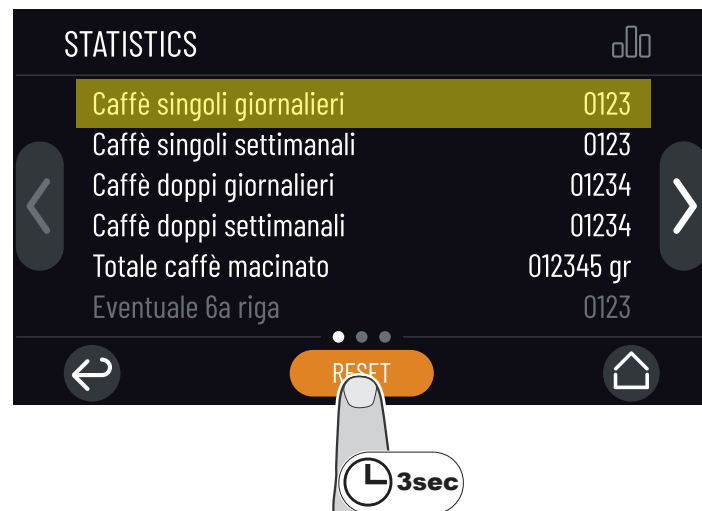 STATISTICS
Caffè singoli giornalieri 0123
Caffè singoli settimanali 0123
Caffè doppi giornalieri 01234
Caffè doppi settimanali 01234
Totale caffè macinato 012345 gr
Eventuale 6a riga 0123
RESET
3sec